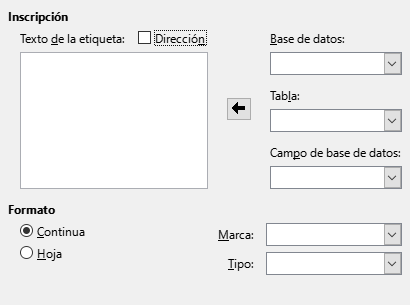 Inscripción
Texto de la etiqueta: Dirección Base de datos:
Tabla:
Campo de base de datos:
Formato
Continua Marca:
Hoja Tipo: